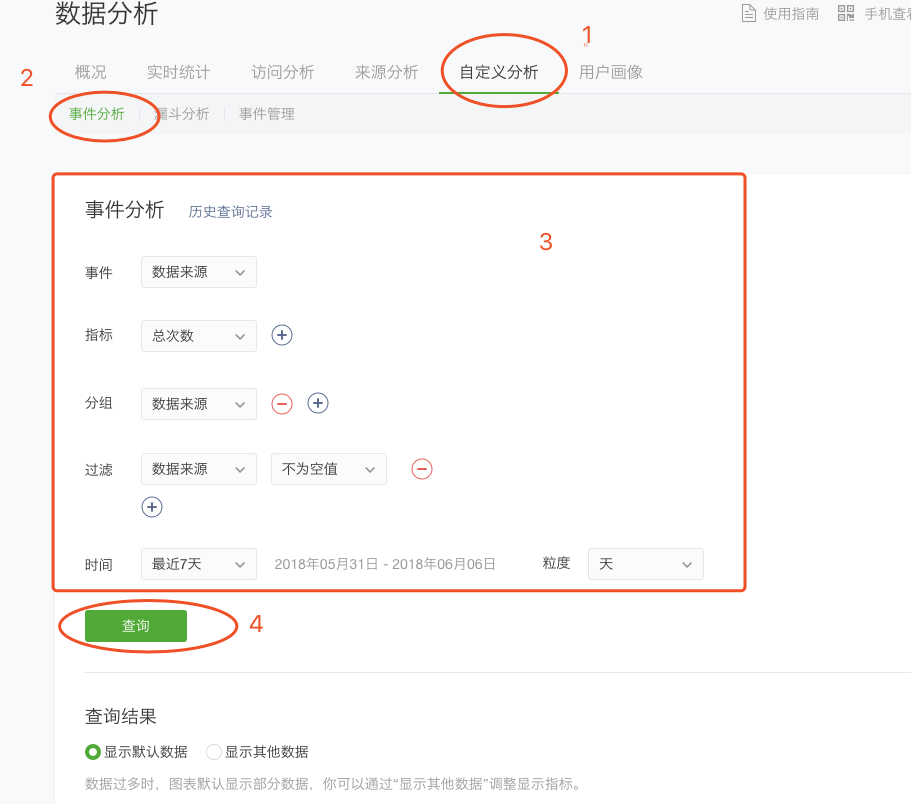 数据分析
使用指南 手机查看
1
2 概况 实时统计 访问分析 来源分析 自定义分析 用户画像
事件分析 漏斗分析 事件管理
事件分析 历史查询记录
3
事件 数据来源
指标 总次数
分组 数据来源
过滤 数据来源 不为空值
时间 最近7天 2018年05月31日 - 2018年06月06日 粒度 天
查询 4
查询结果
显示默认数据 显示其他数据
数据过多时，图表默认显示部分数据，你可以通过“显示其他数据”调整显示指标。